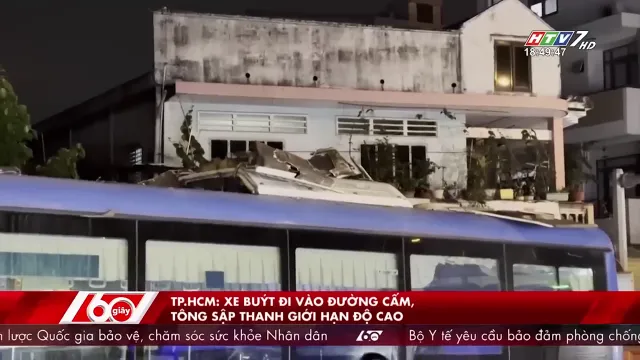 HTV7 HD
18:49:47
60 giây
TP.HCM: XE BUÝT ĐI VÀO ĐƯỜNG CẤM,
TÔNG SẬP THANH GIỚI HẠN ĐỘ CAO
n lược Quốc gia bảo vệ, chăm sóc sức khỏe Nhân dân Bộ Y tế yêu cầu bảo đảm phòng chốn